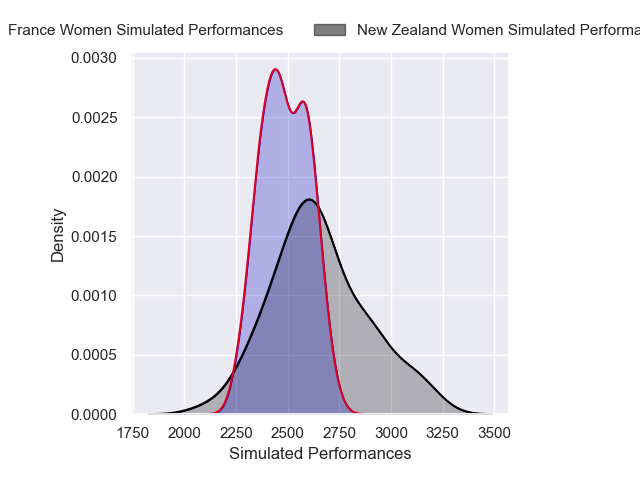 France Women Simulated Performances
New Zealand Women Simulated Performa
0.0030
0.0025
0.0020
0.0015
0.0010
0.0005
0.0000
Density
1750 2000 2250 2500 2750 3000 3250 3500
Simulated Performances